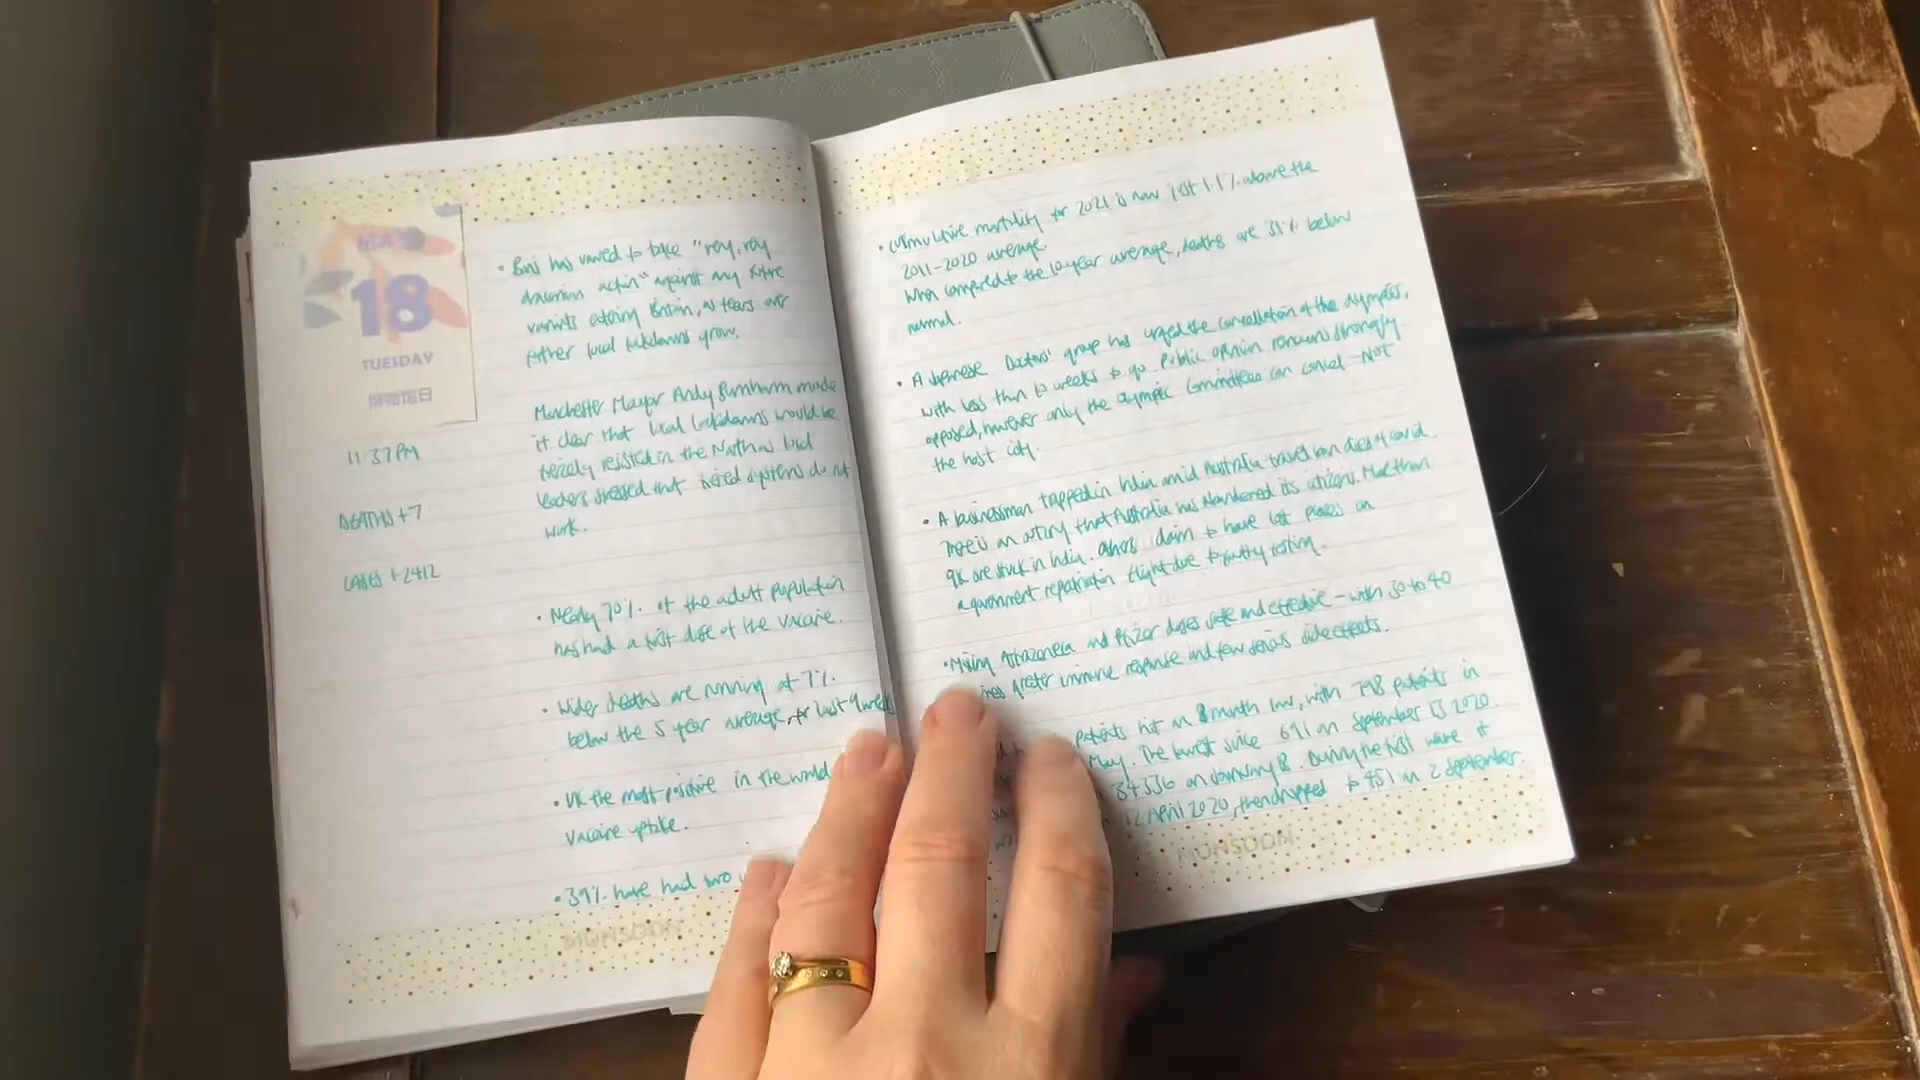 MAY
18
TUESDAY
11:37PM
DEATHS +7
CASES +2412
• Boris has vowed to take "very, very
draconian action" against any future
variants entering Britain, as fears over
further local lockdowns grow.
Manchester Mayor Andy Burnham made
it clear that local lockdowns would be
fiercely resisted in the North as local
leaders stressed that tiered systems do not
work.
• Nearly 70% of the adult population
has had a first dose of the vaccine.
• Wider deaths are running at 7%
below the 5 year average, for last 9 weeks
• UK the most positive in the world
vaccine uptake.
• 39% have had two
MONSOON
• Cumulative mortality for 2021 is now just 1.1% above the
2011-2020 average.
When compared to the 10 year average, deaths are below
normal.
• A Japanese Doctors' group has urged the cancellation of the Olympics,
with less than 10 weeks to go. Public opinion remains strongly
opposed, however only the Olympic Committee can cancel - Not
the host city.
• A businessman trapped in India amid Australia travel ban died of covid.
There is an outcry that Australia has abandoned its citizens. More than
9K are stuck in India. Others claim to have lost places on
a government repatriation flight due to faulty testing.
• Mixing Astrazeneca and Pfizer doses safe and effective - with 30 to 40
greater immune response and few serious side effects.
patients hit an 8 month low, with 798 patients in
May. The lowest since 691 on September 13 2020.
34336 on January 18. During the first wave it
12 April 2020, then dropped to 451 on 2 September.
MONSOON